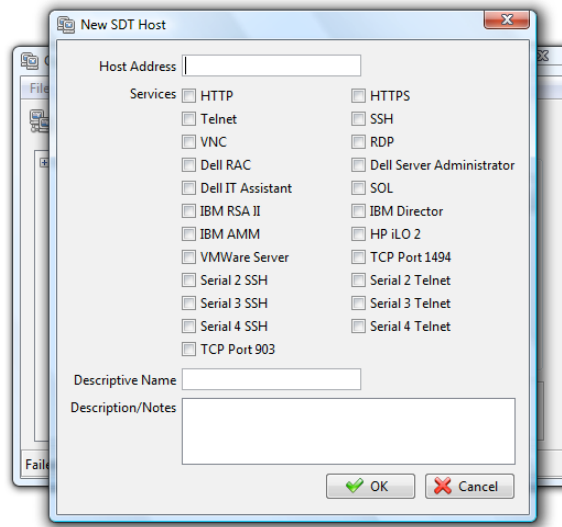 New SDT Host
File
Host Address
Services
HTTP
HTTPS
Telnet
SSH
VNC
RDP
Dell RAC
Dell Server Administrator
Dell IT Assistant
SOL
IBM RSA II
IBM Director
IBM AMM
HP iLO 2
VMWare Server
TCP Port 1494
Serial 2 SSH
Serial 2 Telnet
Serial 3 SSH
Serial 3 Telnet
Serial 4 SSH
Serial 4 Telnet
TCP Port 903
Descriptive Name
Description/Notes
Faile
OK
Cancel